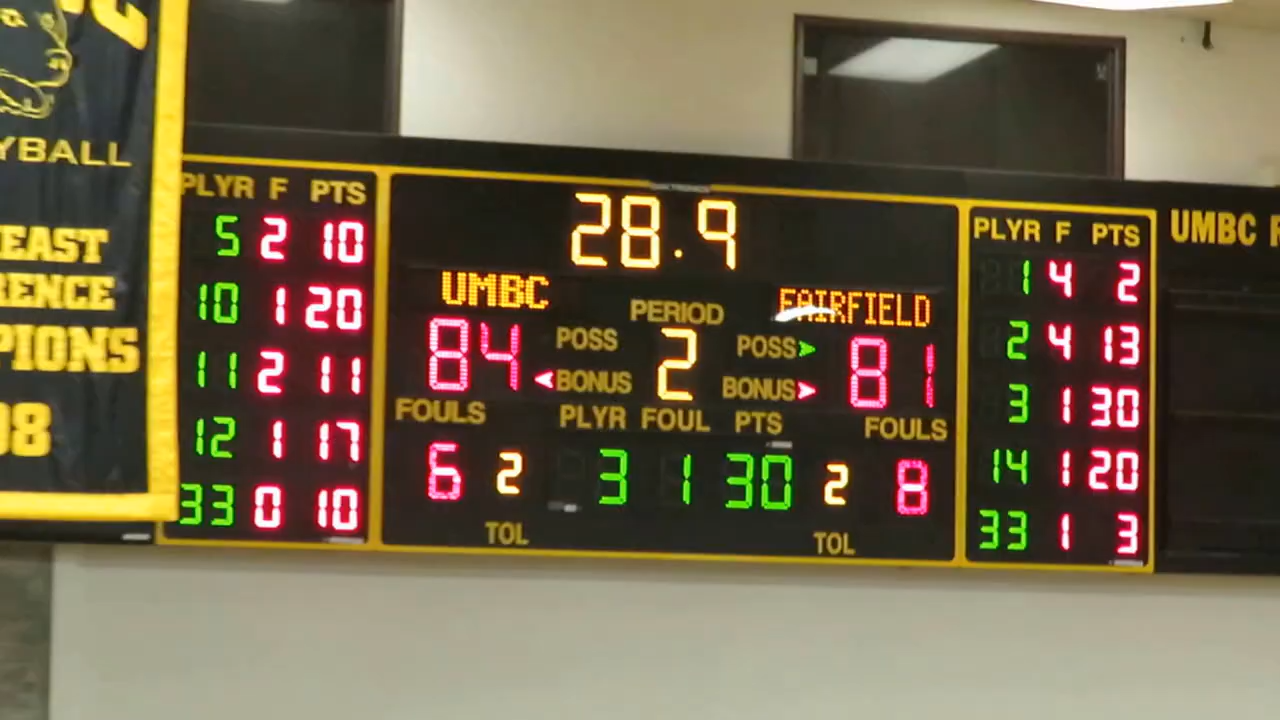 YBALL
EAST
RENCE
PIONS
08
PLYR F PTS
5 2 10
10 1 20
11 2 11
12 1 17
33 0 10
28.9
UMBC
FAIRFIELD
PERIOD
84
POSS
2
POSS
81
BONUS
BONUS
FOULS
PLYR FOUL PTS
FOULS
6 2 3 1 30 2 8
TOL
TOL
PLYR F PTS
1 4 2
2 4 13
3 1 30
14 1 20
33 1 3
UMBC